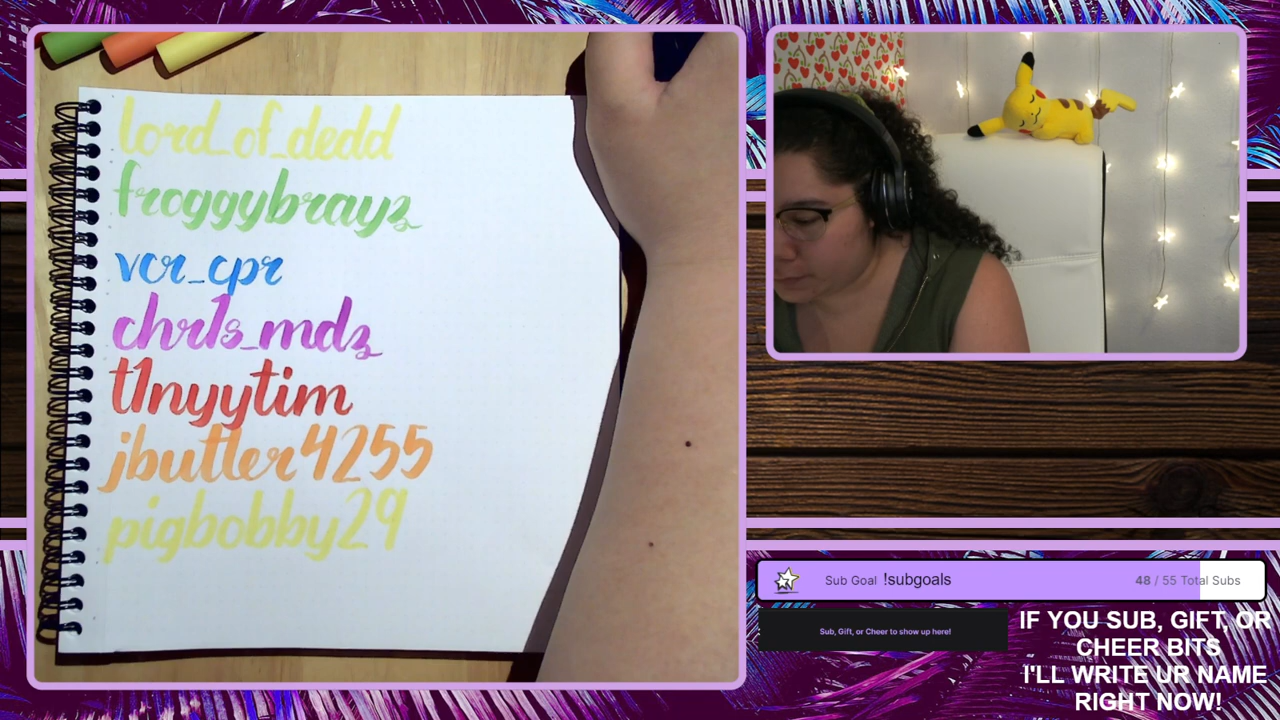 lord_of_dedd
froggybrayz
vcr_cpr
chr1s_mdz
t1nyytim
jbutler4255
pigbobby29
Sub Goal !subgoals 48 / 55 Total Subs
Sub, Gift, or Cheer to show up here!
IF YOU SUB, GIFT, OR
CHEER BITS
I'LL WRITE UR NAME
RIGHT NOW!